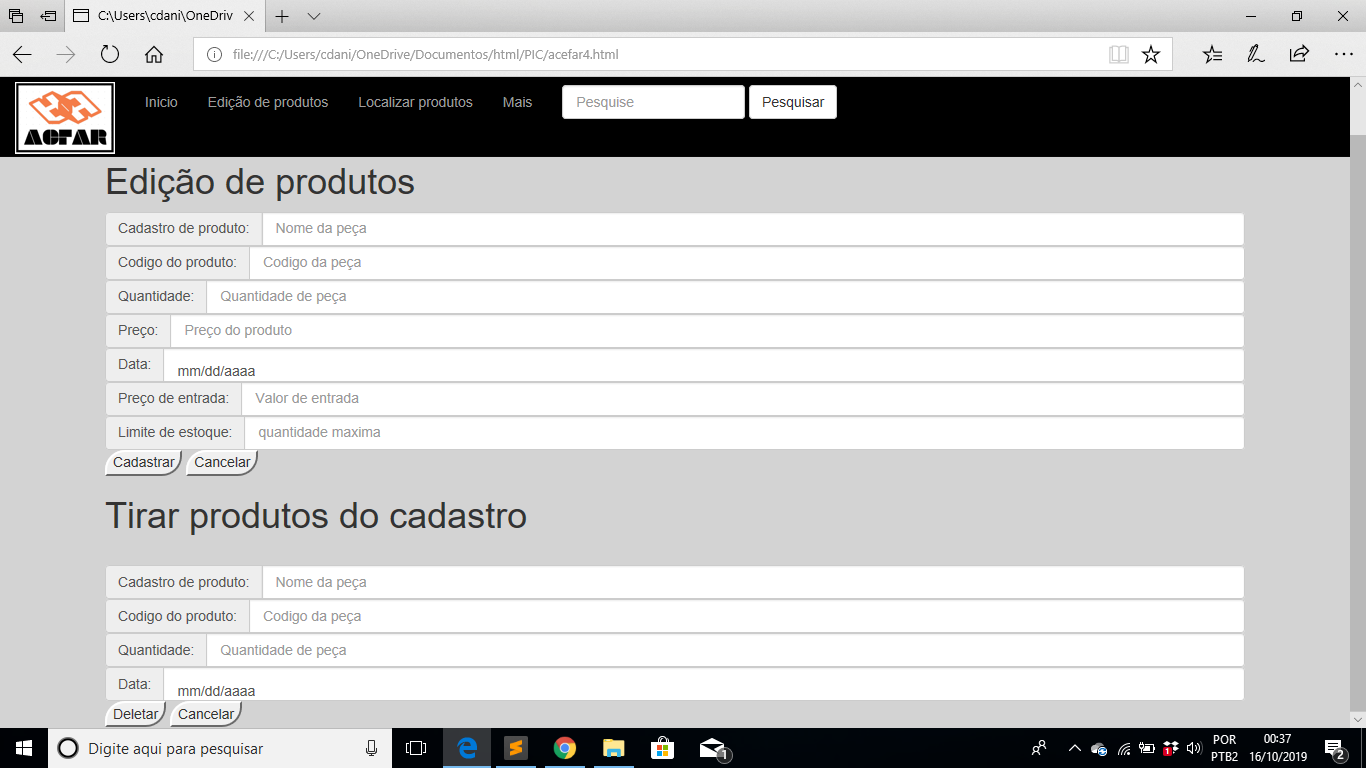 C:\Users\cdani\OneDriv
file:///C:/Users/cdani/OneDrive/Documentos/html/PIC/acefar4.html
ACFAR
Inicio Edição de produtos Localizar produtos Mais Pesquise Pesquisar
Edição de produtos
Cadastro de produto: Nome da peça
Codigo do produto: Codigo da peça
Quantidade: Quantidade de peça
Preço: Preço do produto
Data: mm/dd/aaaa
Preço de entrada: Valor de entrada
Limite de estoque: quantidade maxima
Cadastrar Cancelar
Tirar produtos do cadastro
Cadastro de produto: Nome da peça
Codigo do produto: Codigo da peça
Quantidade: Quantidade de peça
Data: mm/dd/aaaa
Deletar Cancelar
Digite aqui para pesquisar
1
1
POR
PTB2
00:37
16/10/2019
2